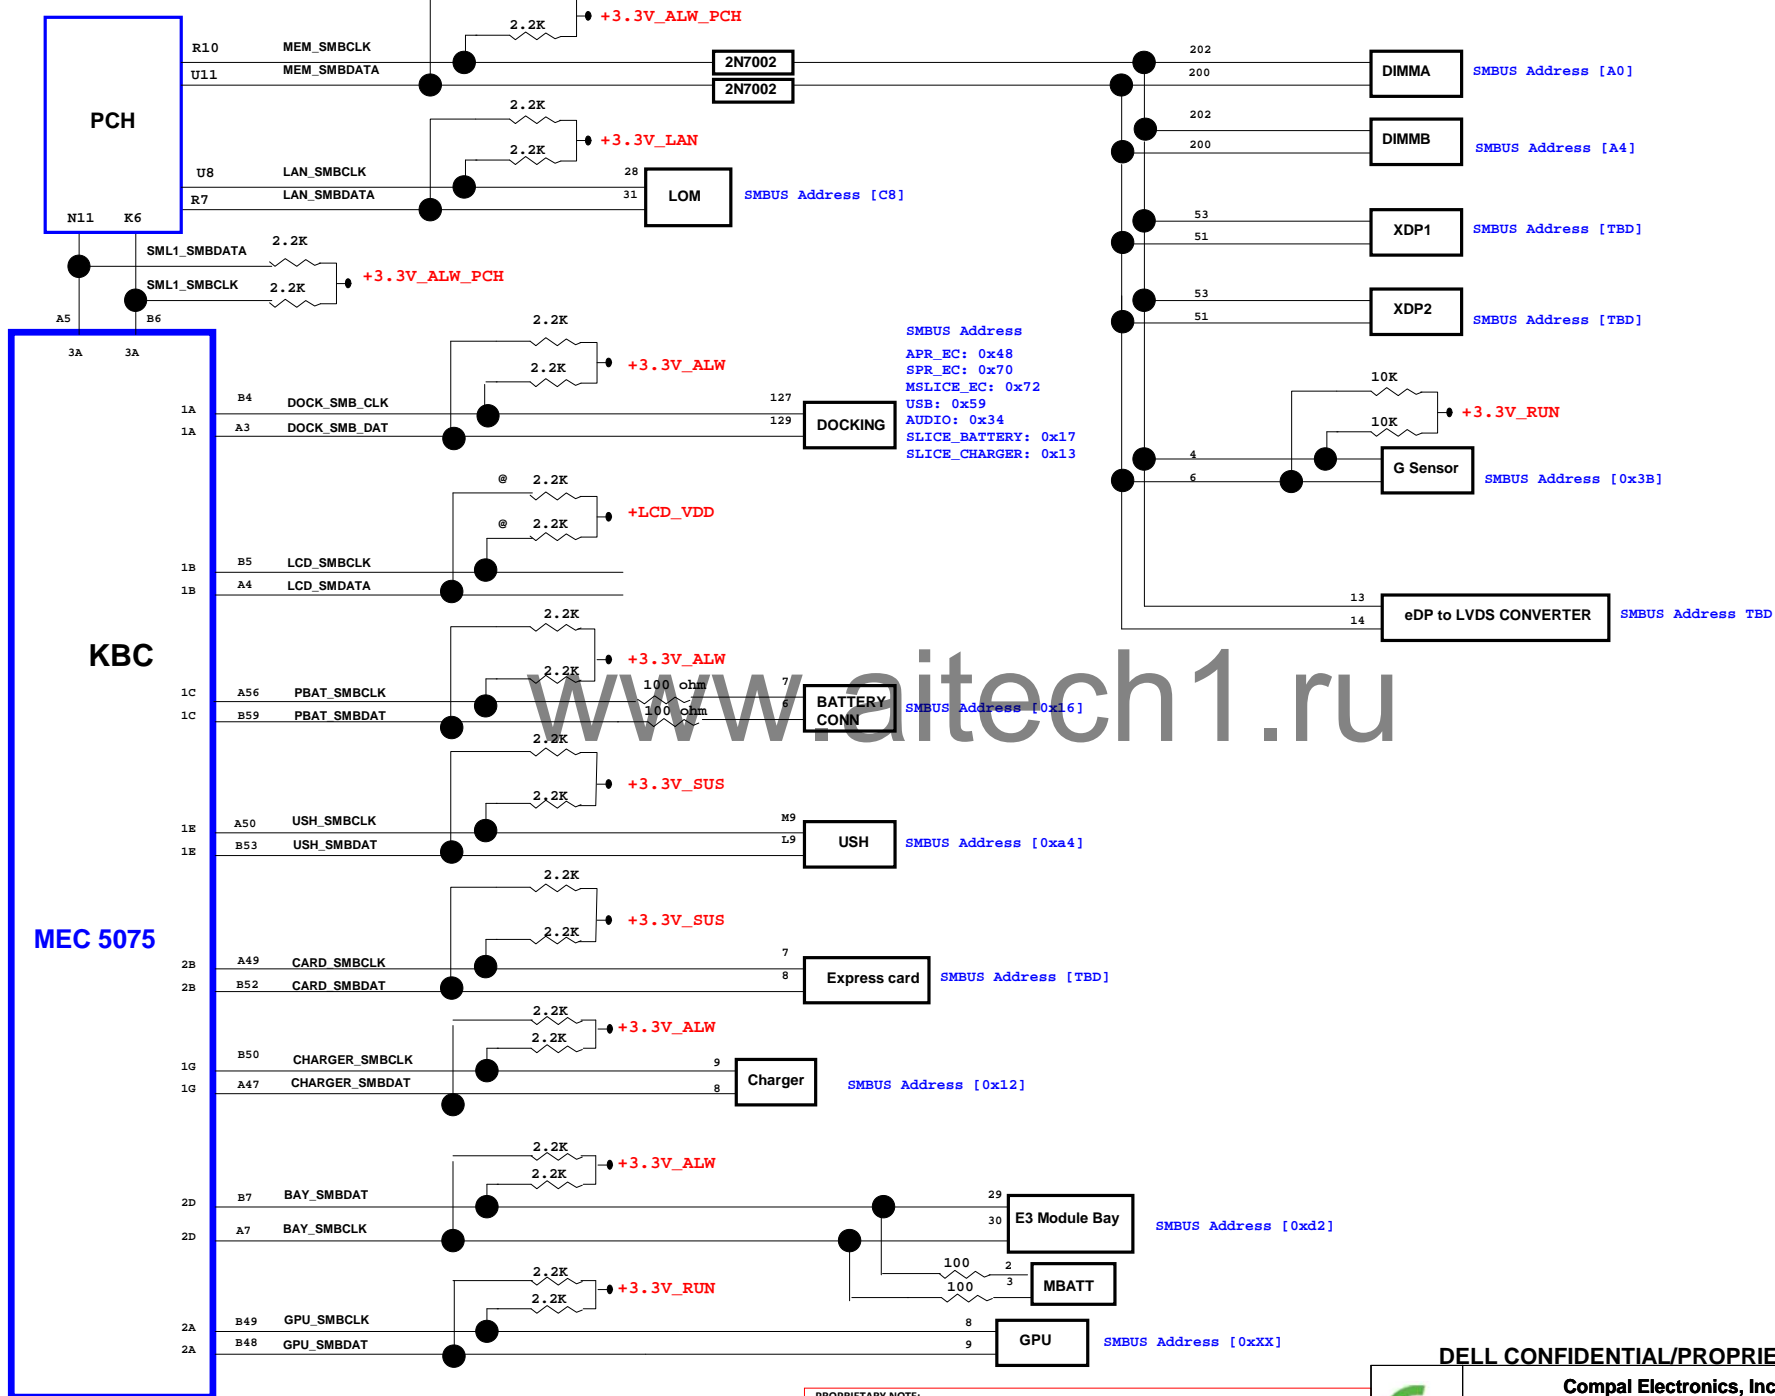 2.2K
+3.3V_ALW_PCH
R10 MEM_SMBCLK
U11 MEM_SMBDATA
2N7002
2N7002
202
200
DIMMA
SMBUS Address [A0]
PCH
2.2K
+3.3V_LAN
2.2K
202
200
DIMMB
SMBUS Address [A4]
U8 LAN_SMBCLK
R7 LAN_SMBDATA
28
31
LOM
SMBUS Address [C8]
N11 K6
53
51
XDP1
SMBUS Address [TBD]
SML1_SMBDATA
2.2K
+3.3V_ALW_PCH
SML1_SMBCLK
2.2K
53
51
XDP2
SMBUS Address [TBD]
A5 B6
3A 3A
2.2K
+3.3V_ALW
2.2K
SMBUS Address
APR_EC: 0x48
SPR_EC: 0x70
MSLICE_EC: 0x72
USB: 0x59
AUDIO: 0x34
SLICE_BATTERY: 0x17
SLICE_CHARGER: 0x13
1A B4 DOCK_SMB_CLK
1A A3 DOCK_SMB_DAT
127
129
DOCKING
10K
+3.3V_RUN
10K
4
6
G Sensor
SMBUS Address [0x3B]
@ 2.2K
+LCD_VDD
@ 2.2K
1B B5 LCD_SMBCLK
1B A4 LCD_SMDATA
13
14
eDP to LVDS CONVERTER
SMBUS Address TBD
KBC
2.2K
+3.3V_ALW
2.2K
1C A56 PBAT_SMBCLK
1C B59 PBAT_SMBDAT
100 ohm
100 ohm
7
6
BATTERY
CONN
SMBUS Address [0x16]
www.aitech1.ru
2.2K
+3.3V_SUS
2.2K
1E A50 USH_SMBCLK
1E B53 USH_SMBDAT
M9
L9
USH
SMBUS Address [0xa4]
2.2K
+3.3V_SUS
2.2K
MEC 5075
2B A49 CARD_SMBCLK
2B B52 CARD_SMBDAT
7
8
Express card
SMBUS Address [TBD]
2.2K
+3.3V_ALW
2.2K
1G B50 CHARGER_SMBCLK
1G A47 CHARGER_SMBDAT
9
8
Charger
SMBUS Address [0x12]
2.2K
+3.3V_ALW
2.2K
2D B7 BAY_SMBDAT
2D A7 BAY_SMBCLK
29
30
E3 Module Bay
SMBUS Address [0xd2]
100
100
2
3
MBATT
2.2K
+3.3V_RUN
2.2K
2A B49 GPU_SMBCLK
2A B48 GPU_SMBDAT
8
9
GPU
SMBUS Address [0xXX]
DELL CONFIDENTIAL/PROPRIE
Compal Electronics, Inc
PROPRIETARY NOTE: